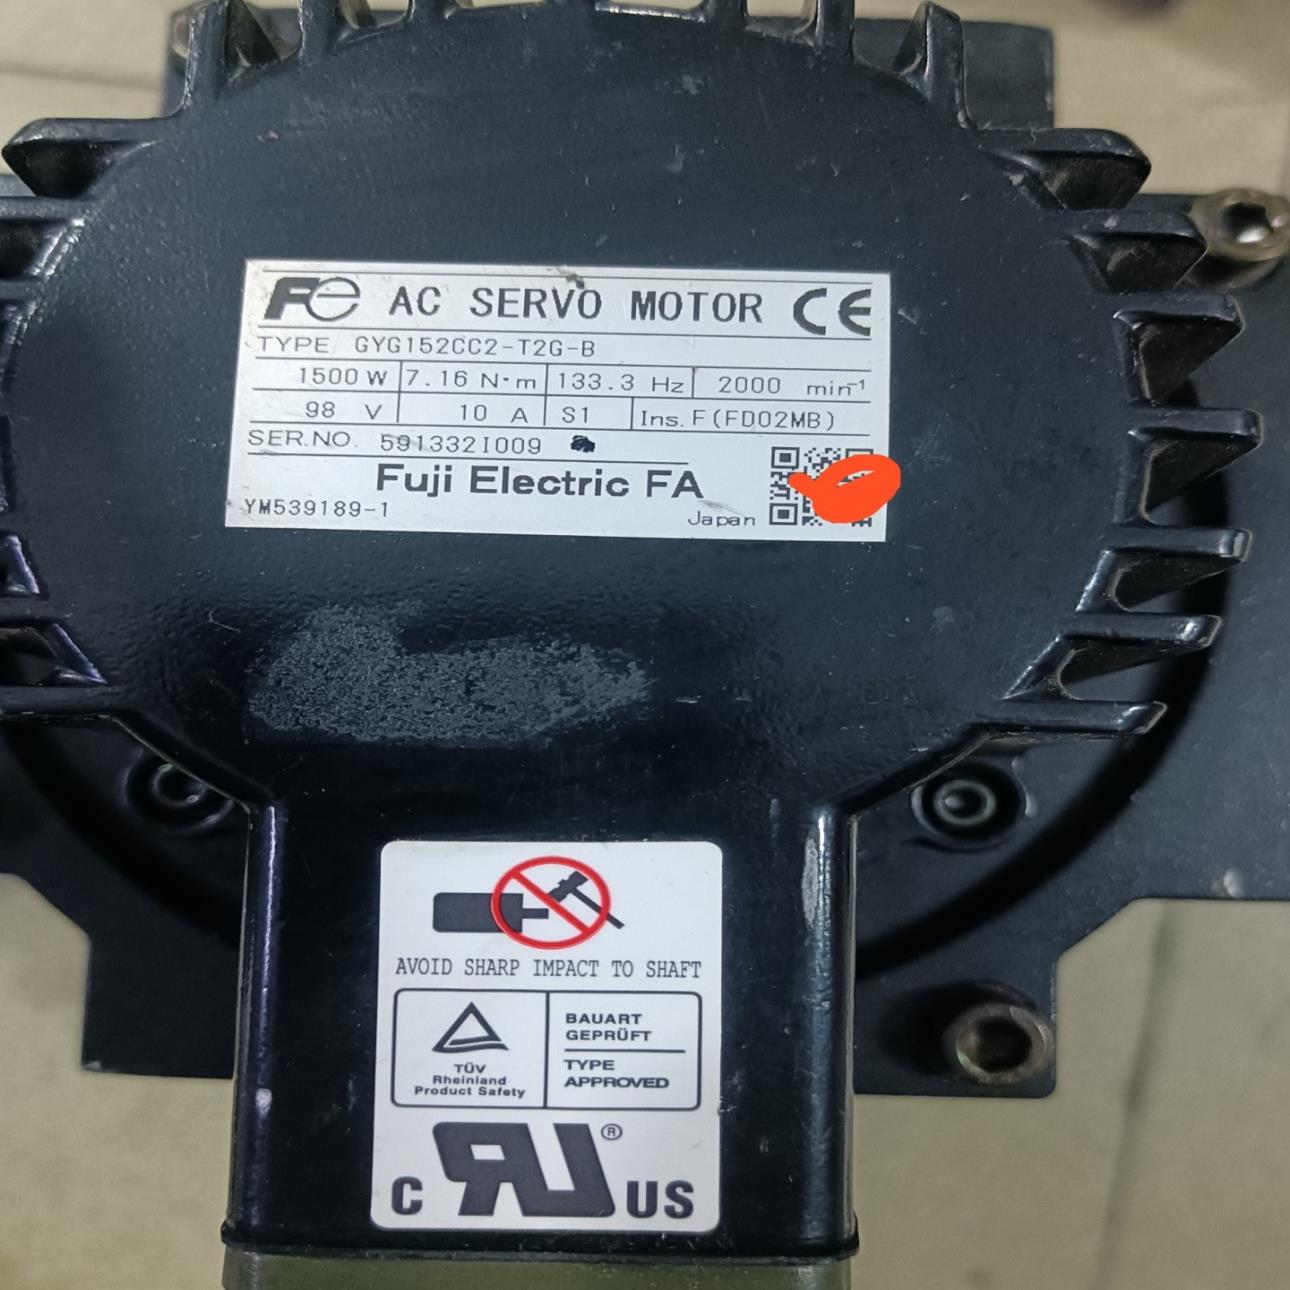 Fe AC SERVO MOTOR CE
TYPE GYG152CC2-T2G-B
1500 W 7.16 N·m 133.3 Hz 2000 min⁻¹
98 V 10 A S1 Ins. F (FD02MB)
SER.NO. 591332I009
Fuji Electric FA
YM539189-1
Japan
AVOID SHARP IMPACT TO SHAFT
TÜV
Rheinland
Product Safety
BAUART
GEPRÜFT
TYPE
APPROVED
C RU® US